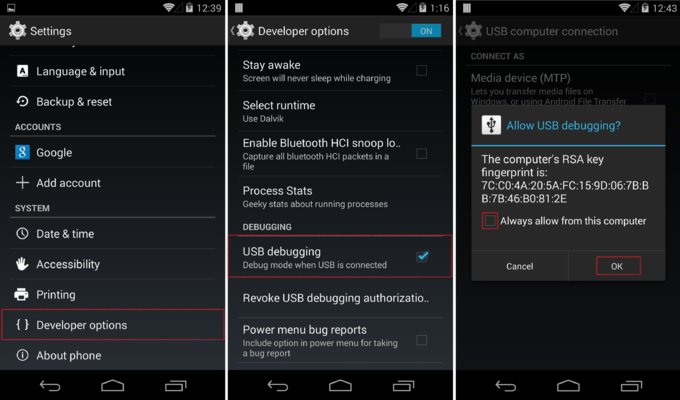 12:39
Settings
Language & input
Backup & reset
ACCOUNTS
Google
Add account
SYSTEM
Date & time
Accessibility
Printing
Developer options
About phone
1:16
Developer options
ON
Stay awake
Screen will never sleep while charging
Select runtime
Use Dalvik
Enable Bluetooth HCI snoop lo..
Capture all bluetooth HCI packets in a
file
Process Stats
Geeky stats about running processes
DEBUGGING
USB debugging
Debug mode when USB is connected
Revoke USB debugging authorizatio..
Power menu bug reports
Include option in power menu for taking
a bug report
12:43
USB computer connection
CONNECT AS
Media device (MTP)
Lets you transfer media files on
Windows, or using Android File Transfer
Allow USB debugging?
The computer's RSA key
fingerprint is:
7C:C0:4A:20:5A:FC:15:9D:06:7B:B
B:7B:46:B0:81:2E
Always allow from this computer
Cancel
OK